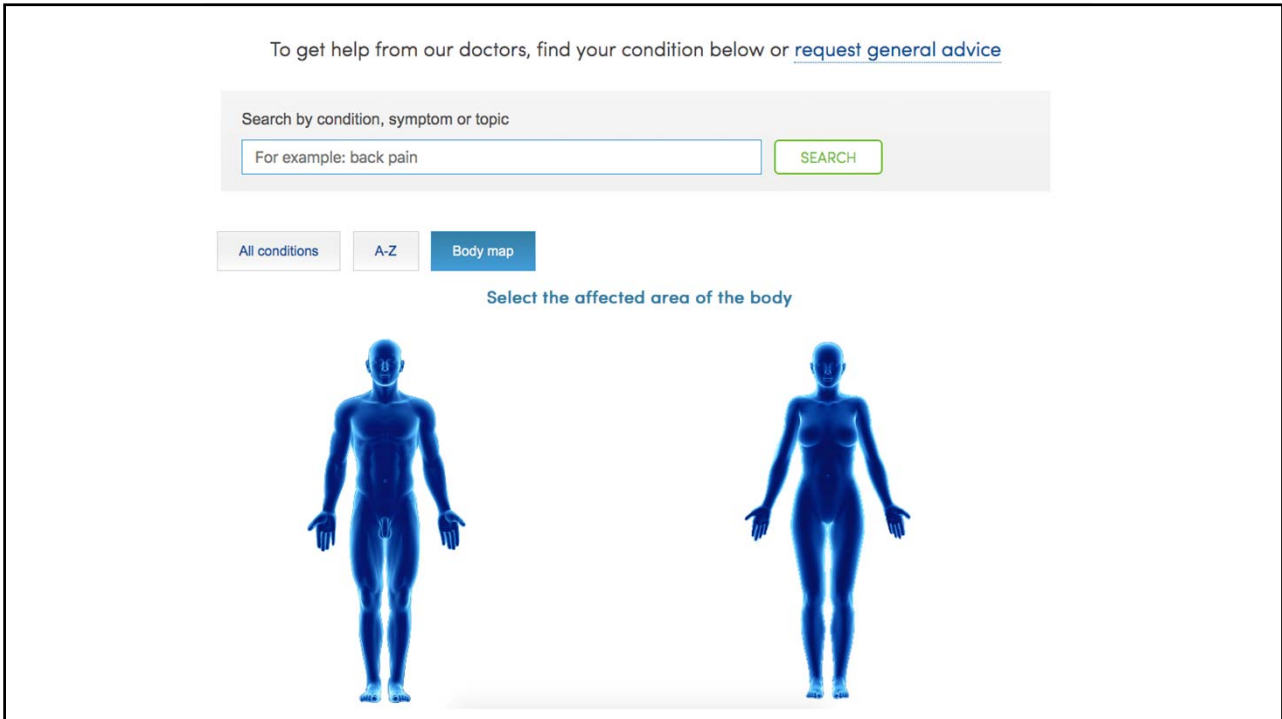 To get help from our doctors, find your condition below or request general advice
Search by condition, symptom or topic
For example: back pain
SEARCH
All conditions
A-Z
Body map
Select the affected area of the body